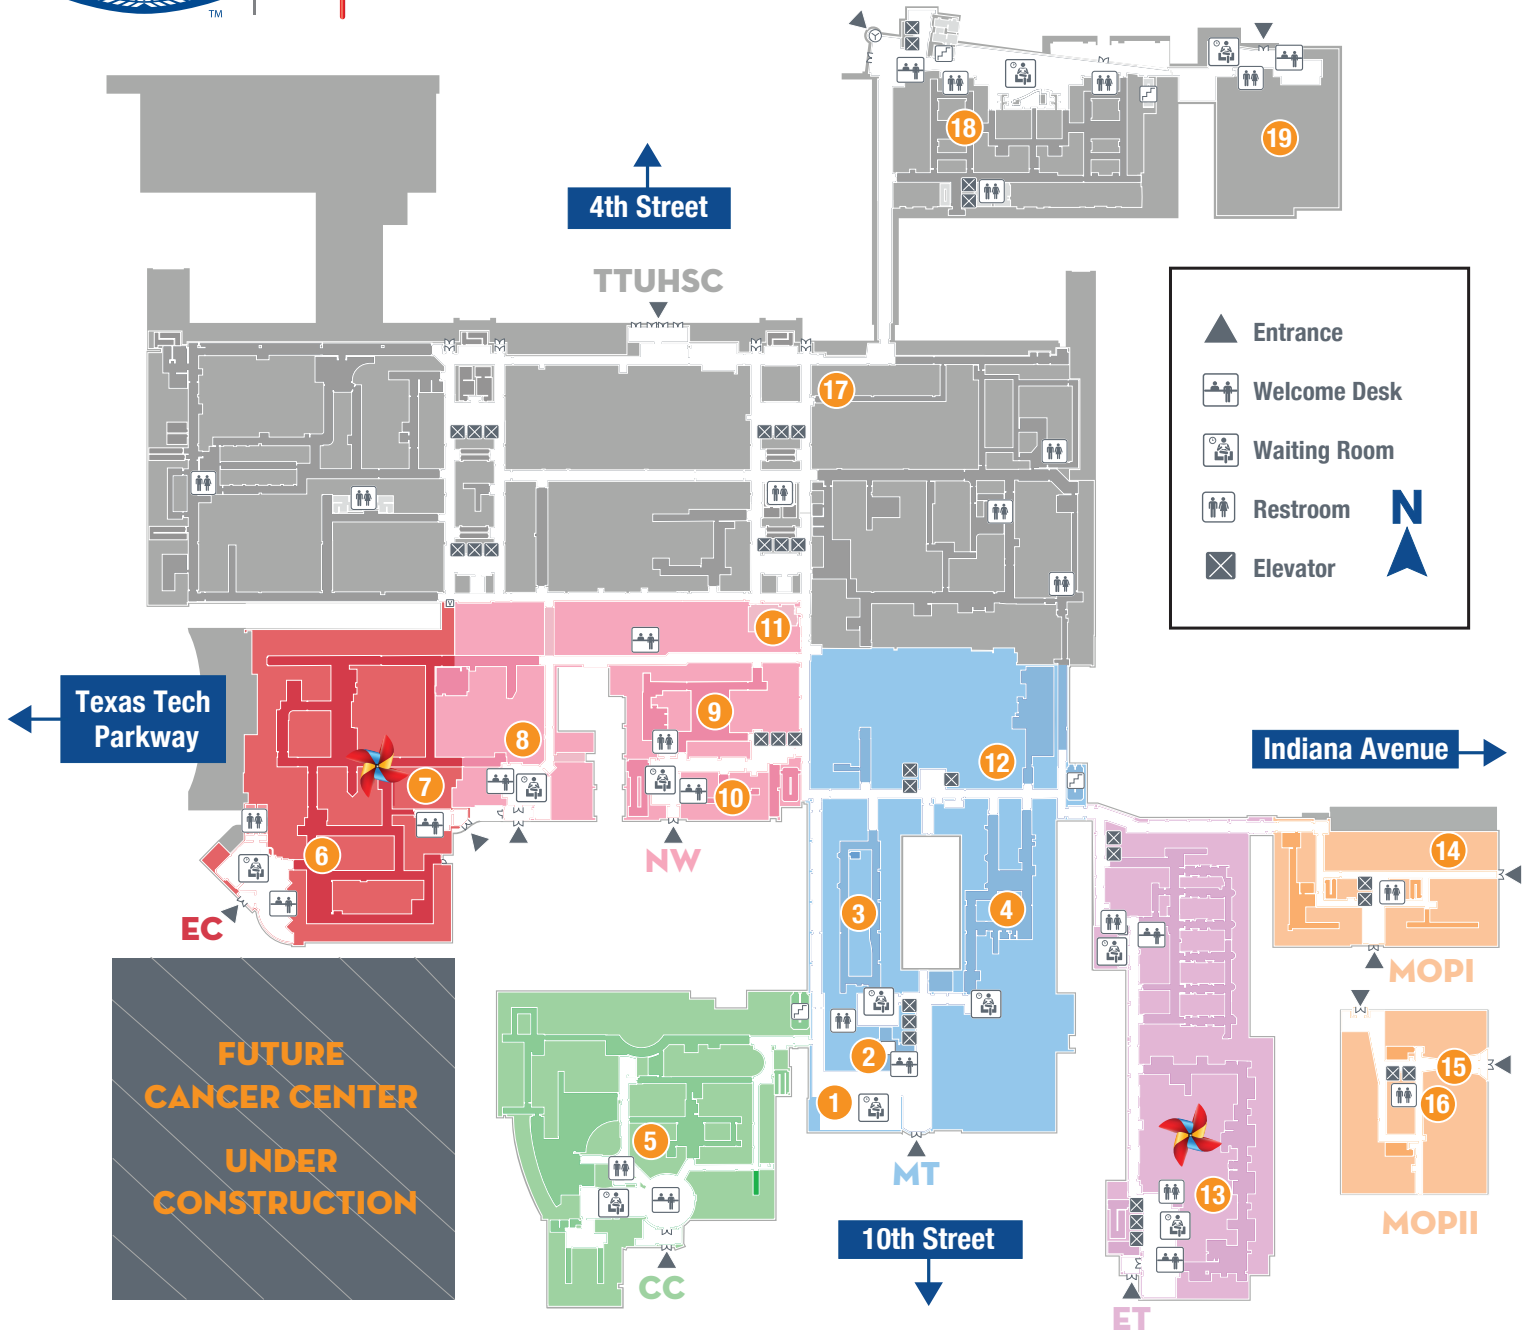 TM
18
19
4th Street
TTUHSC
Entrance
Welcome Desk
Waiting Room
Restroom
N
Elevator
17
11
Texas Tech
Parkway
9
8
12
Indiana Avenue
7
10
6
NW
14
3
4
EC
MOPI
FUTURE
CANCER CENTER
UNDER
CONSTRUCTION
2
15
1
16
5
MT
13
MOPII
10th Street
CC
ET